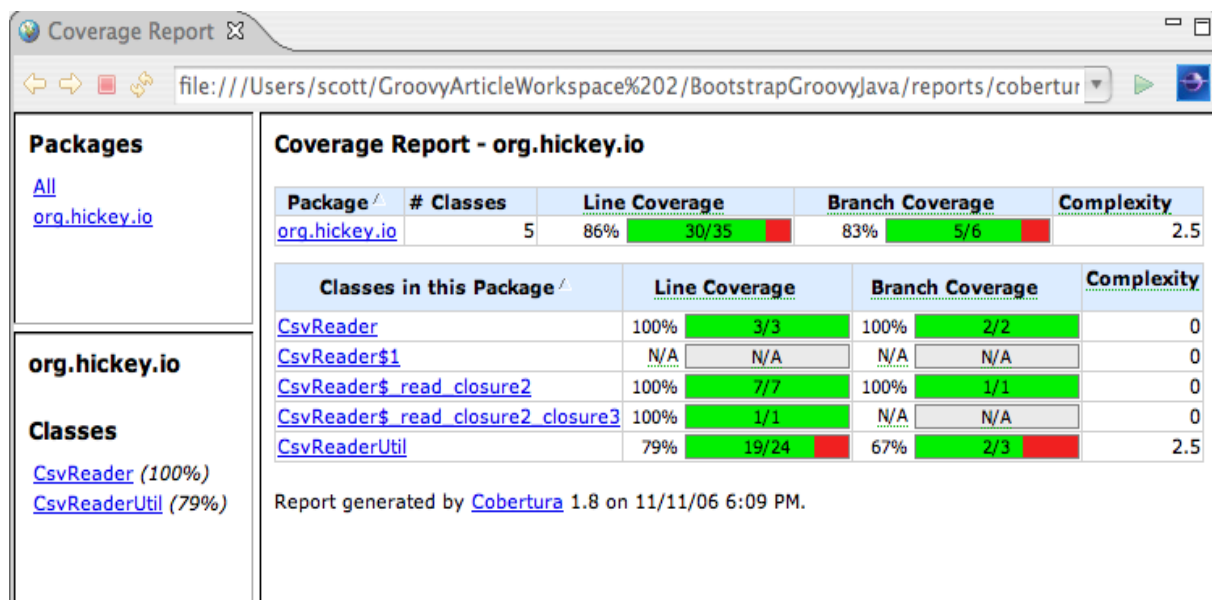 Coverage Report
file:///Users/scott/GroovyArticleWorkspace%202/BootstrapGroovyJava/reports/cobertur
Packages
All
org.hickey.io
org.hickey.io
Classes
CsvReader (100%)
CsvReaderUtil (79%)
Coverage Report - org.hickey.io
Package # Classes Line Coverage Branch Coverage Complexity
org.hickey.io 5 86% 30/35 83% 5/6 2.5
Classes in this Package Line Coverage Branch Coverage Complexity
CsvReader 100% 3/3 100% 2/2 0
CsvReader$1 N/A N/A N/A N/A 0
CsvReader$_read_closure2 100% 7/7 100% 1/1 0
CsvReader$_read_closure2_closure3 100% 1/1 N/A N/A 0
CsvReaderUtil 79% 19/24 67% 2/3 2.5
Report generated by Cobertura 1.8 on 11/11/06 6:09 PM.